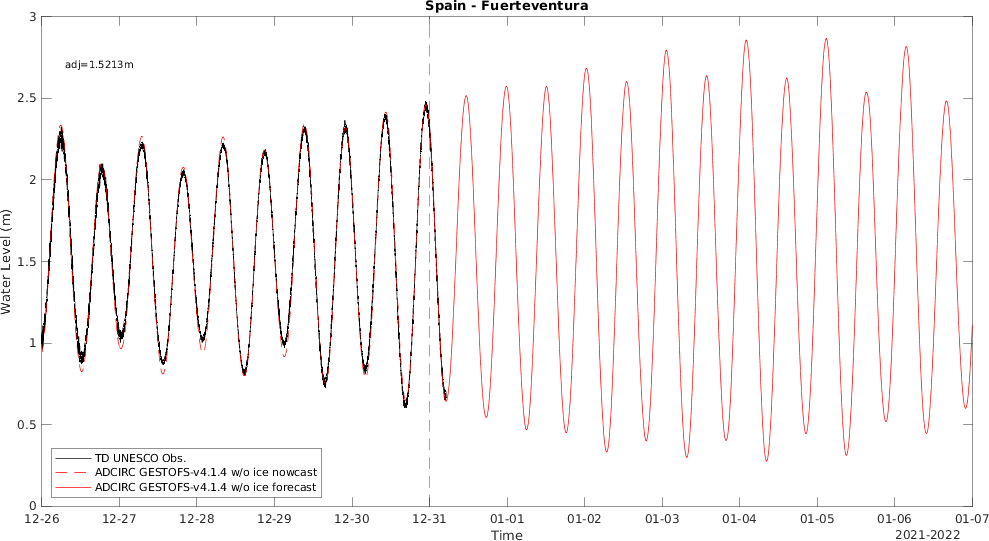 Spain - Fuerteventura
3
adj=1.5213m
2.5
2
1.5
1
0.5
0
Water Level (m)
TD UNESCO Obs.
ADCIRC GESTOFS-v4.1.4 w/o ice nowcast
ADCIRC GESTOFS-v4.1.4 w/o ice forecast
12-26 12-27 12-28 12-29 12-30 12-31 01-01 01-02 01-03 01-04 01-05 01-06 01-07
Time
2021-2022